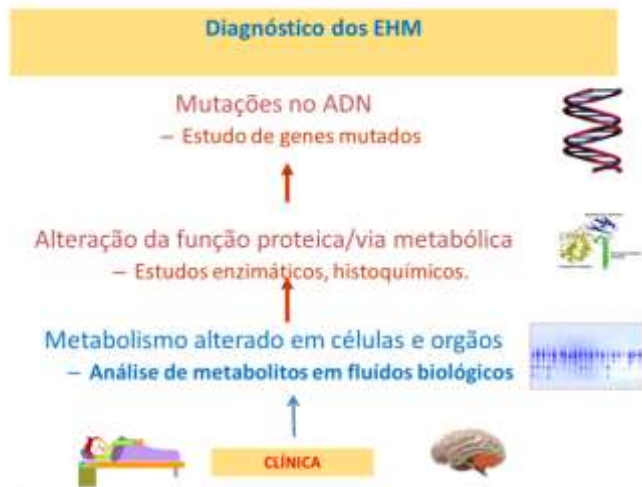 Diagnóstico dos EHM
Mutações no ADN
– Estudo de genes mutados
Alteração da função proteica/via metabólica
– Estudos enzimáticos, histoquímicos.
Metabolismo alterado em células e orgãos
– Análise de metabolitos em fluídos biológicos
CLÍNICA